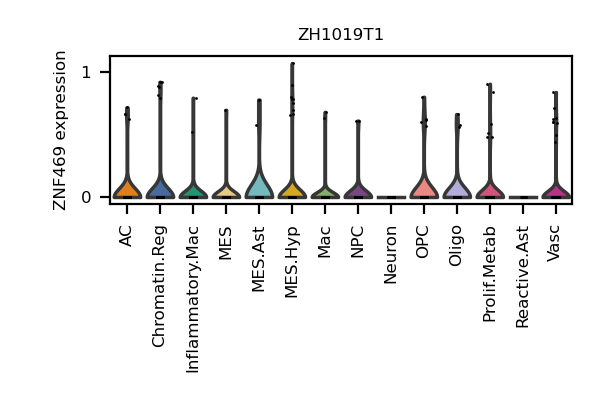 ZH1019T1
ZNF469 expression
1
0
AC
Chromatin.Reg
Inflammatory.Mac
MES
MES.Ast
MES.Hyp
Mac
NPC
Neuron
OPC
Oligo
Prolif.Metab
Reactive.Ast
Vasc